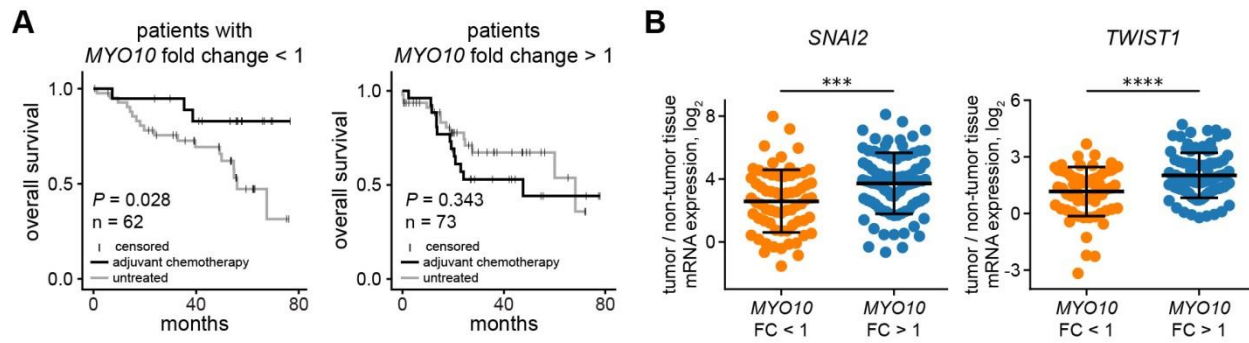 A
patients with
MYO10 fold change < 1
overall survival
1.0
0.5
0.0
P = 0.028
n = 62
censored
adjuvant chemotherapy
untreated
0 40 80
months
patients
MYO10 fold change > 1
overall survival
1.0
0.5
0.0
P = 0.343
n = 73
censored
adjuvant chemotherapy
untreated
0 40 80
months
B
SNAI2
***
tumor / non-tumor tissue
mRNA expression, log2
8
4
0
MYO10
FC < 1
MYO10
FC > 1
TWIST1
****
tumor / non-tumor tissue
mRNA expression, log2
6
3
0
-3
MYO10
FC < 1
MYO10
FC > 1